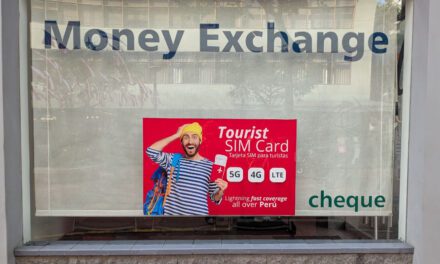 Money Exchange
Tourist
SIM Card
Tarjeta SIM para turistas
5G 4G LTE
Lightning fast coverage
all over Perú
cheque